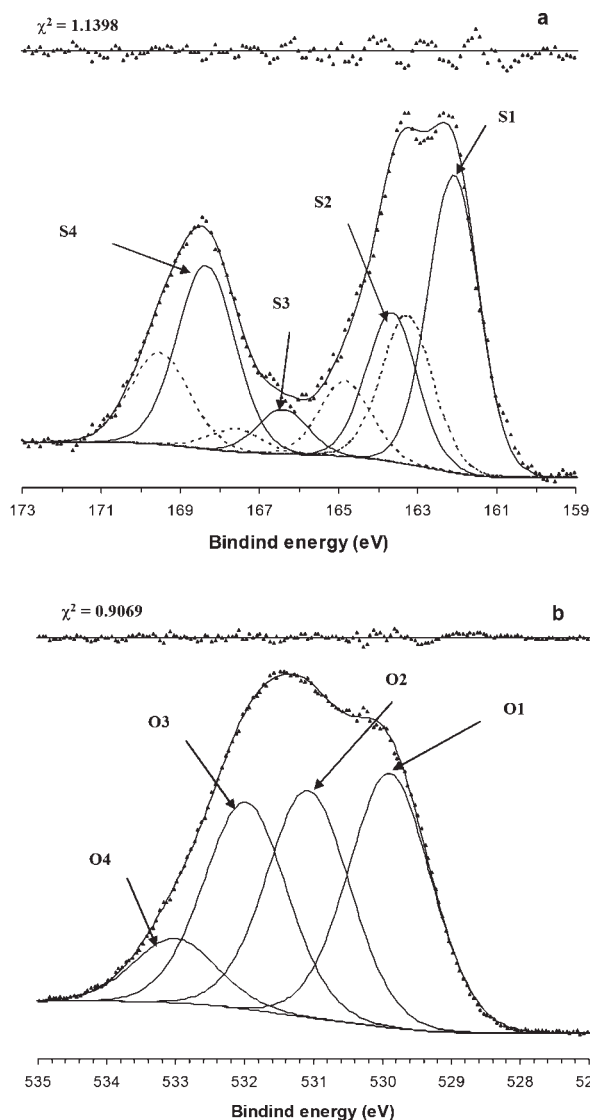 χ² = 1.1398
a
S1
S2
S4
S3
173 171 169 167 165 163 161 159
Bindind energy (eV)
χ² = 0.9069
b
O2
O1
O3
O4
535 534 533 532 531 530 529 528 52
Bindind energy (eV)